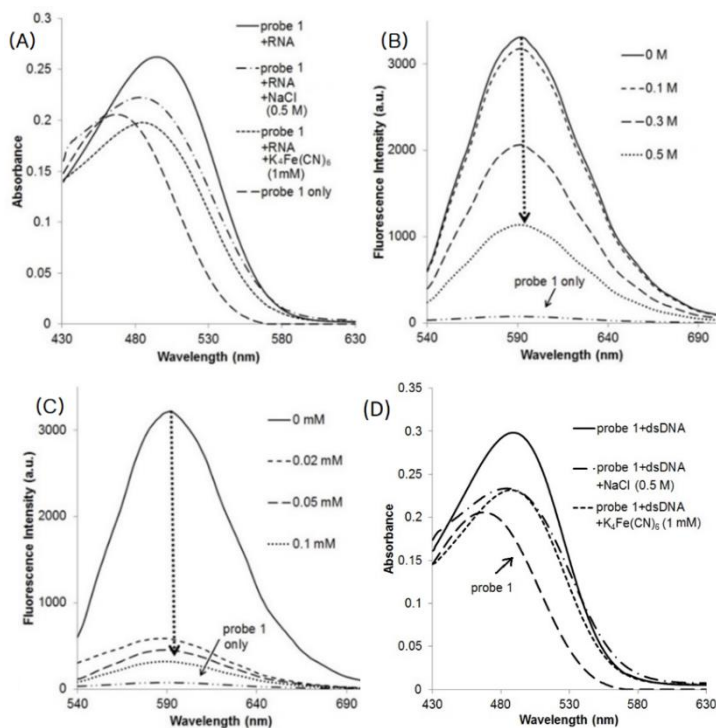 (A)
0.3
0.25
0.2
0.15
0.1
0.05
0
430 480 530 580 630
Wavelength (nm)
Absorbance
probe 1
+RNA
probe 1
+RNA
+NaCl
(0.5 M)
probe 1
+RNA
+K₄Fe(CN)₆
(1mM)
probe 1 only
(B)
3000
2000
1000
0
540 590 640 690
Wavelength (nm)
Fluorescence Intensity (a.u.)
0 M
0.1 M
0.3 M
0.5 M
probe 1 only
(C)
3000
2000
1000
0
540 590 640 690
Wavelength (nm)
Fluorescence Intensity (a.u.)
0 mM
0.02 mM
0.05 mM
0.1 mM
probe 1
only
(D)
0.35
0.3
0.25
0.2
0.15
0.1
0.05
0
430 480 530 580 630
Wavelength (nm)
Absorbance
probe 1+dsDNA
probe 1+dsDNA
+NaCl (0.5 M)
probe 1+dsDNA
+K₄Fe(CN)₆ (1 mM)
probe 1